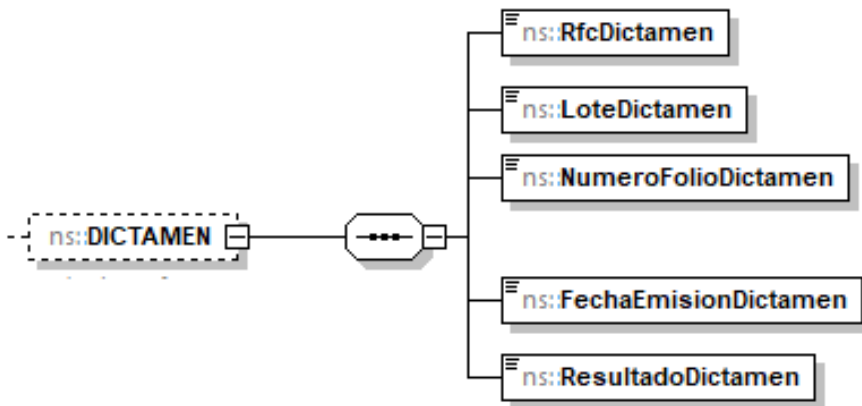 ns::RfcDictamen
ns::LoteDictamen
ns::NumeroFolioDictamen
ns::DICTAMEN
ns::FechaEmisionDictamen
ns::ResultadoDictamen